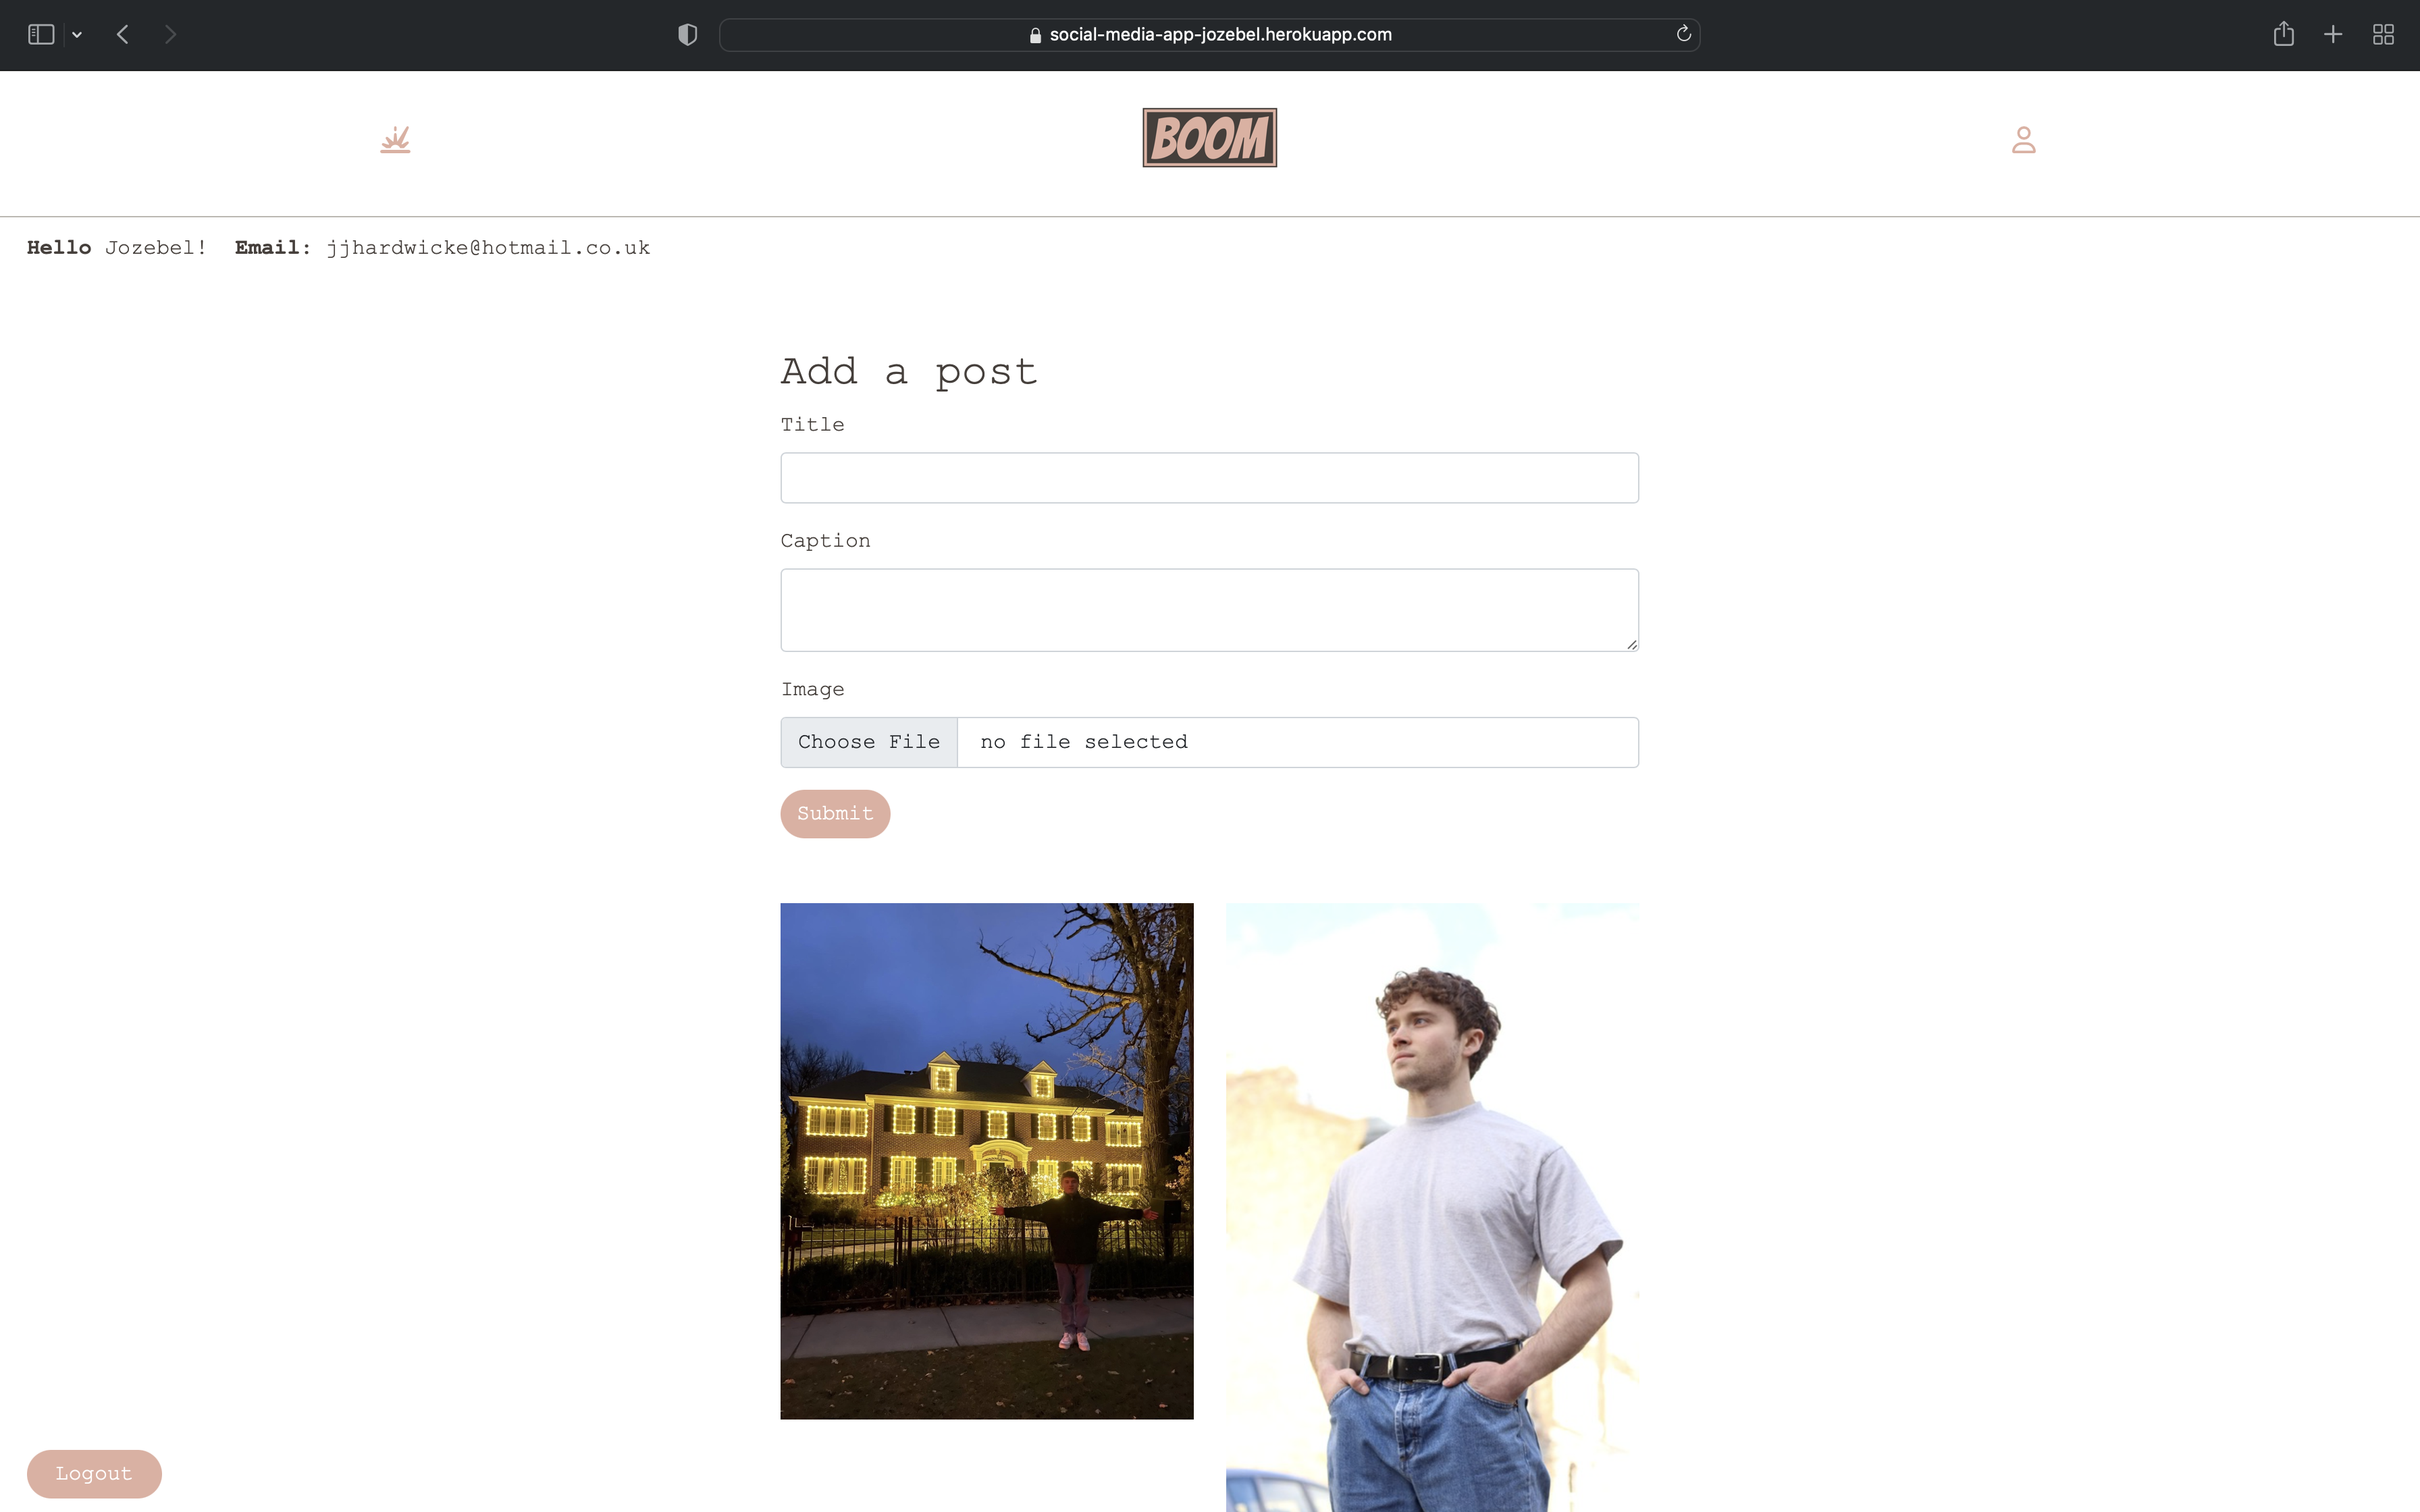 social-media-app-jozebel.herokuapp.com
BOOM
Hello Jozebel! Email: jjhardwicke@hotmail.co.uk
Add a post
Title
Caption
Image
Choose File no file selected
Submit
Logout